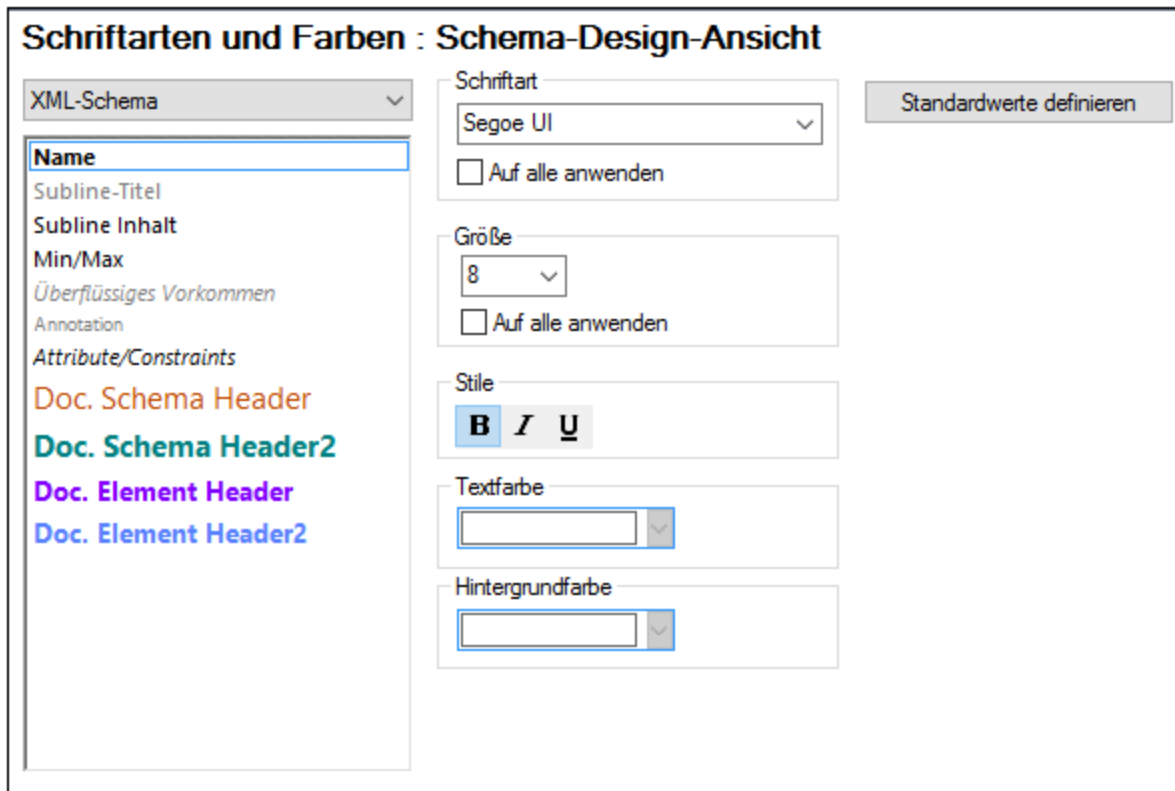 Schriftarten und Farben : Schema-Design-Ansicht
XML-Schema
Name
Subline-Titel
Subline Inhalt
Min/Max
Überflüssiges Vorkommen
Annotation
Attribute/Constraints
Doc. Schema Header
Doc. Schema Header2
Doc. Element Header
Doc. Element Header2
Schriftart
Segoe UI
Auf alle anwenden
Größe
8
Auf alle anwenden
Stile
B I U
Textfarbe
Hintergrundfarbe
Standardwerte definieren